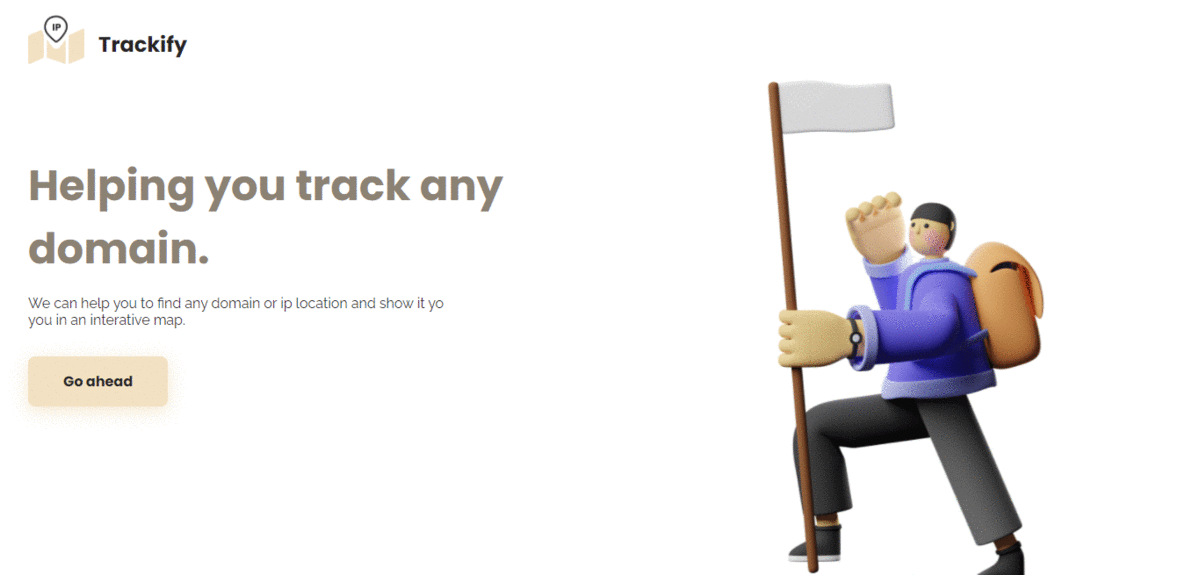 IP
Trackify
Helping you track any
domain.
We can help you to find any domain or ip location and show it yo
you in an interative map.
Go ahead